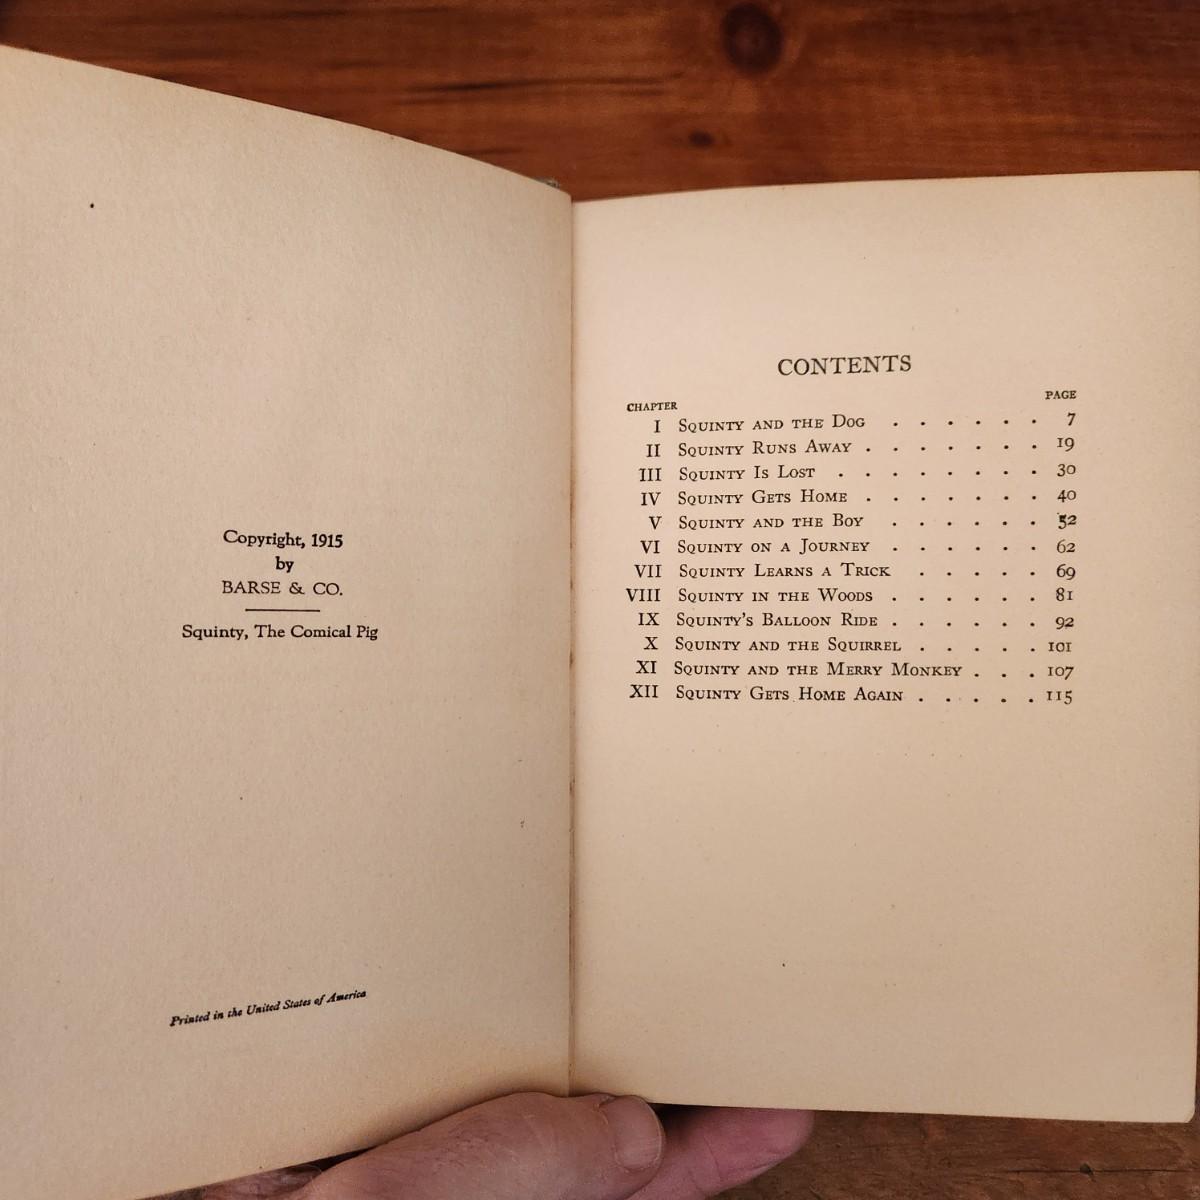 Copyright, 1915
by
BARSE & CO.
Squinty, The Comical Pig
Printed in the United States of America
CONTENTS
CHAPTER PAGE
I Squinty and the Dog . . . . . . 7
II Squinty Runs Away . . . . . . . 19
III Squinty Is Lost . . . . . . . . 30
IV Squinty Gets Home . . . . . . . 40
V Squinty and the Boy . . . . . . 52
VI Squinty on a Journey . . . . . . 62
VII Squinty Learns a Trick . . . . . 69
VIII Squinty in the Woods . . . . . . 81
IX Squinty's Balloon Ride . . . . . . 92
X Squinty and the Squirrel . . . . . 101
XI Squinty and the Merry Monkey . . . 107
XII Squinty Gets Home Again . . . . . 115